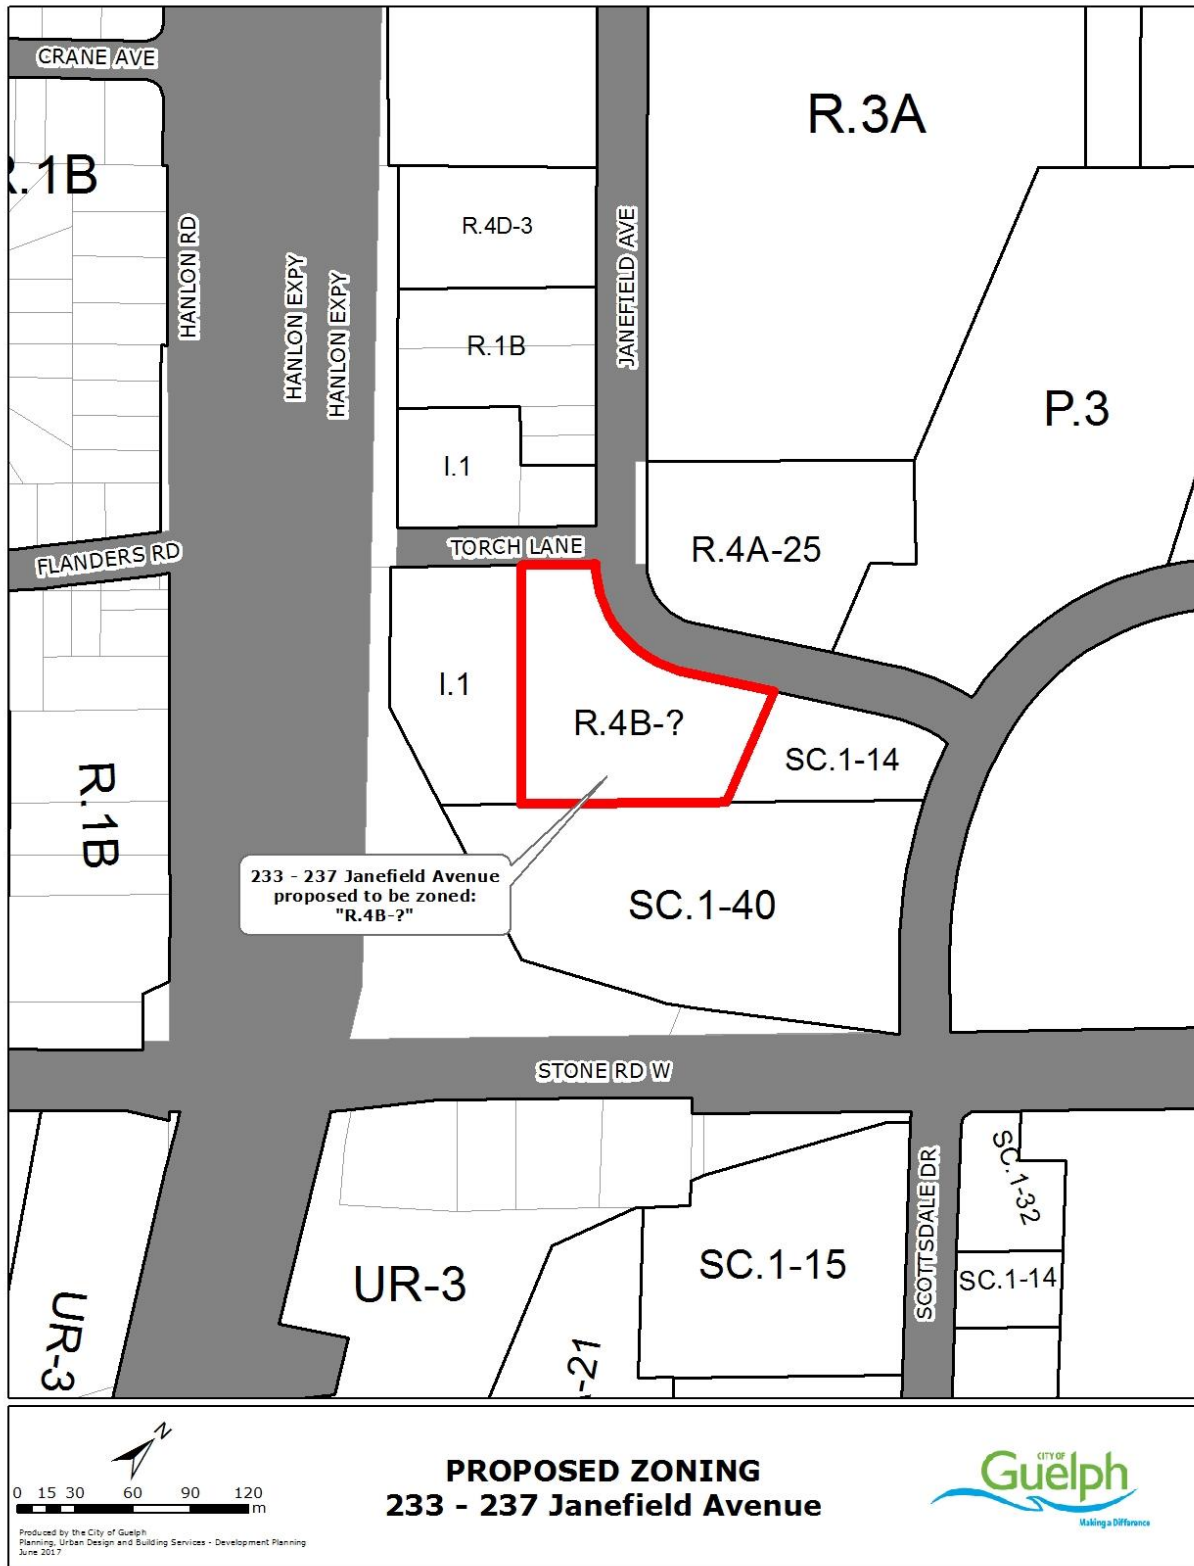 CRANE AVE
R.3A
R.1B
HANLON RD
HANLON EXPY
HANLON EXPY
R.4D-3
JANEFIELD AVE
R.1B
P.3
I.1
FLANDERS RD
TORCH LANE
R.4A-25
I.1
R.4B-?
SC.1-14
R.1B
233 - 237 Janefield Avenue
proposed to be zoned:
"R.4B-?"
SC.1-40
STONE RD W
SCOTTSDALE DR
SC.1-32
SC.1-15
SC.1-14
UR-3
UR-3
-21
N
0 15 30 60 90 120
m
PROPOSED ZONING
233 - 237 Janefield Avenue
CITY OF
Guelph
Making a Difference
Produced by the City of Guelph
Planning, Urban Design and Building Services - Development Planning
June 2017